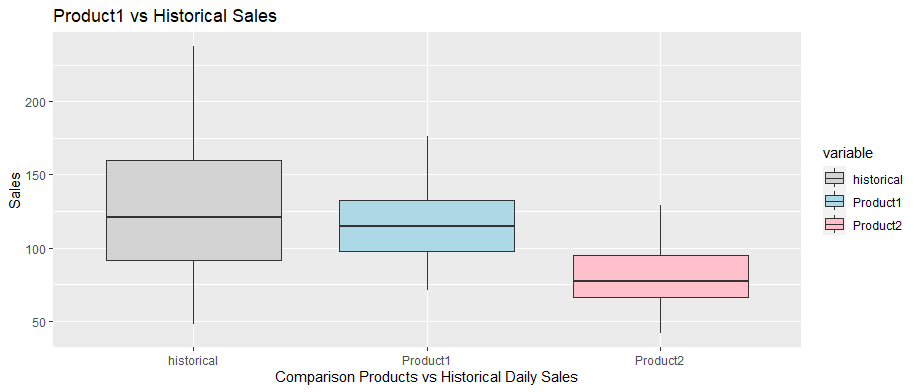 Product1 vs Historical Sales
Sales
200
150
100
50
historical
Product1
Product2
Comparison Products vs Historical Daily Sales
variable
historical
Product1
Product2